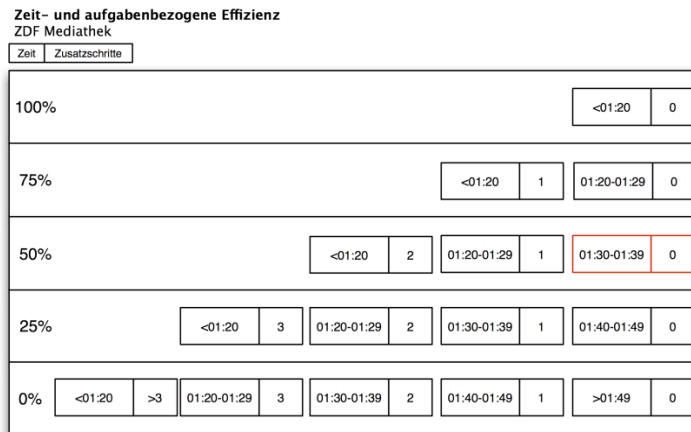 Zeit- und aufgabenbezogene Effizienz
ZDF Mediathek
Zeit Zusatzschritte
100% <01:20 0
75% <01:20 1 01:20-01:29 0
50% <01:20 2 01:20-01:29 1 01:30-01:39 0
25% <01:20 3 01:20-01:29 2 01:30-01:39 1 01:40-01:49 0
0% <01:20 >3 01:20-01:29 3 01:30-01:39 2 01:40-01:49 1 >01:49 0